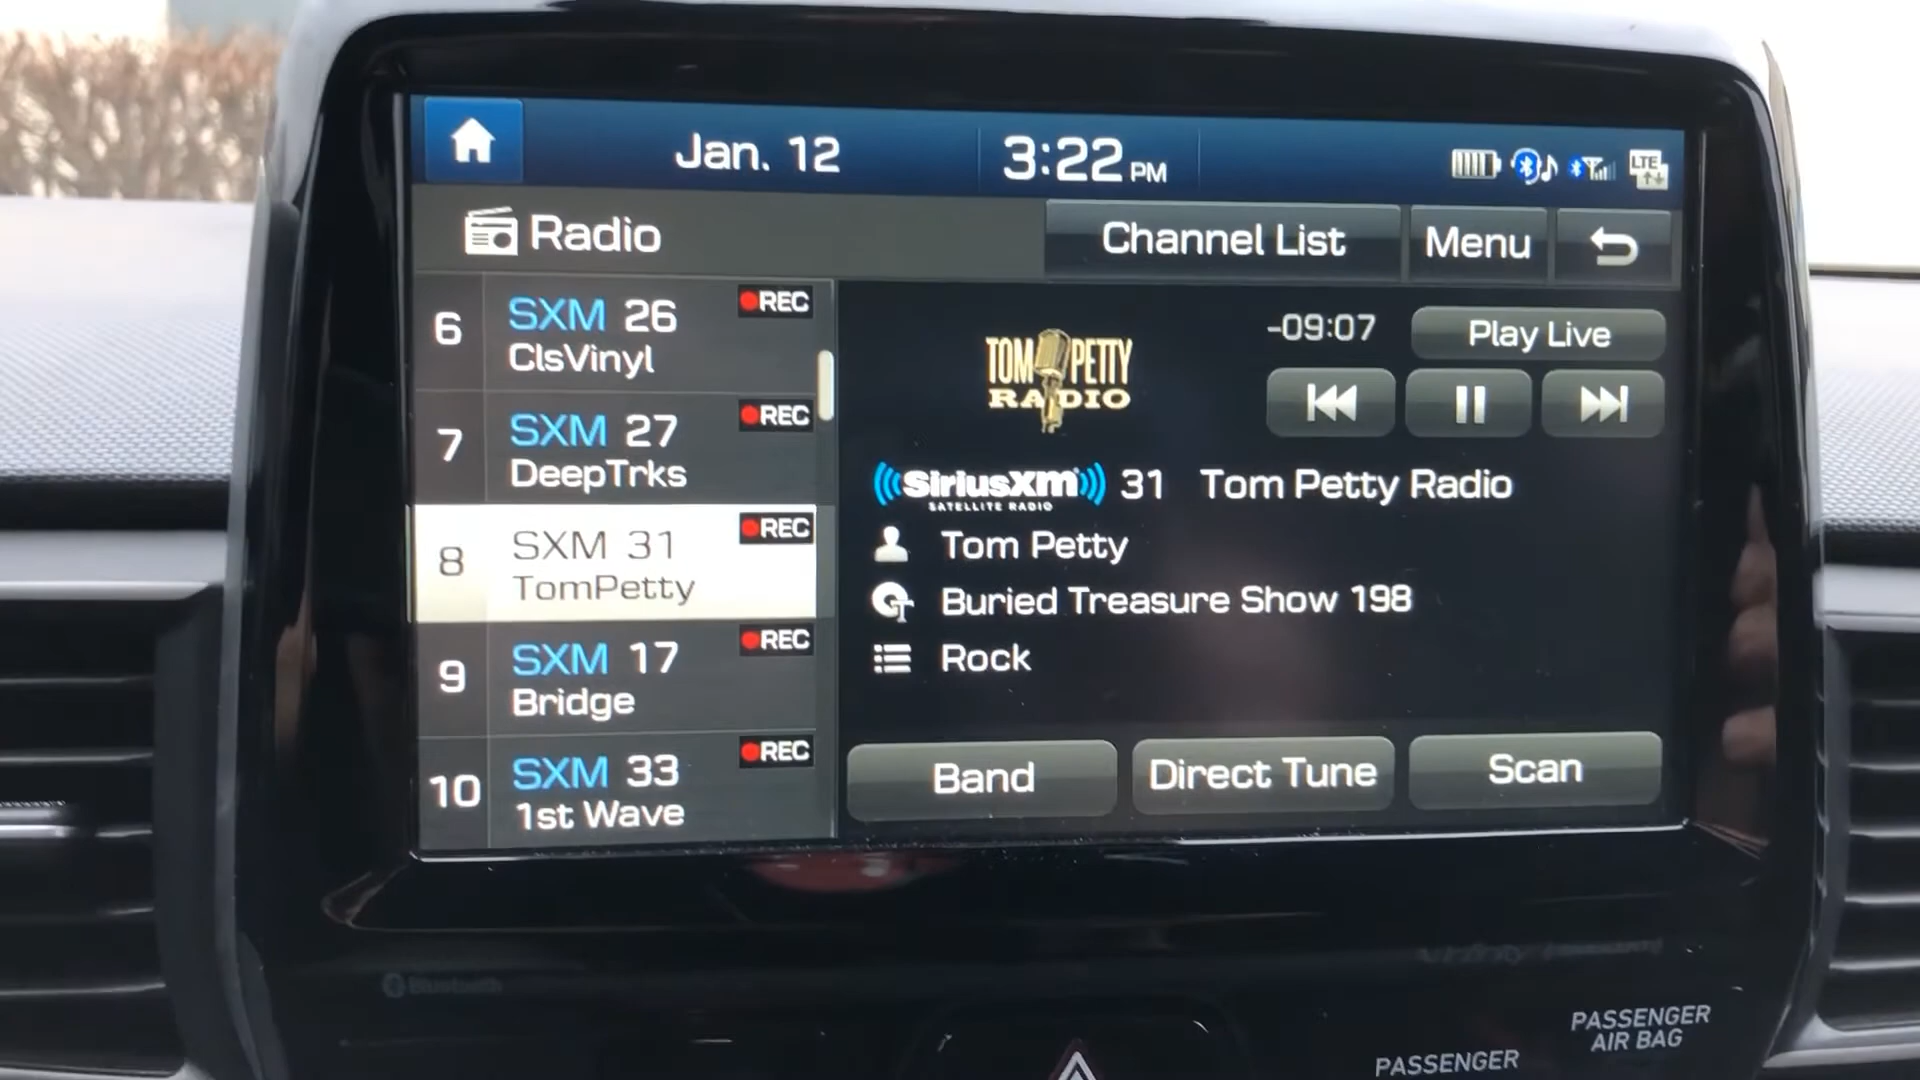 Jan. 12
3:22 PM
LTE
Radio
Channel List
Menu
6
SXM 26
REC
ClsVinyl
7
SXM 27
REC
DeepTrks
8
SXM 31
REC
TomPetty
9
SXM 17
REC
Bridge
10
SXM 33
REC
1st Wave
TOM PETTY
RADIO
-09:07
Play Live
SiriusXm
SATELLITE RADIO
31 Tom Petty Radio
Tom Petty
Buried Treasure Show 198
Rock
Band
Direct Tune
Scan
Bluetooth
PASSENGER
AIR BAG
PASSENGER